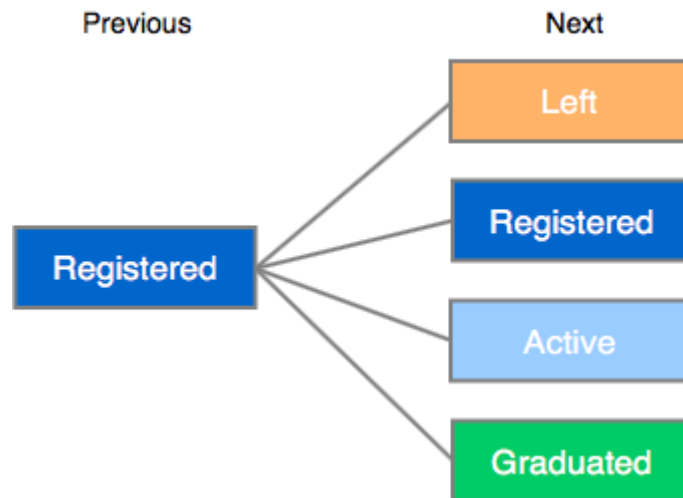 Previous
Next
Left
Registered
Registered
Active
Graduated